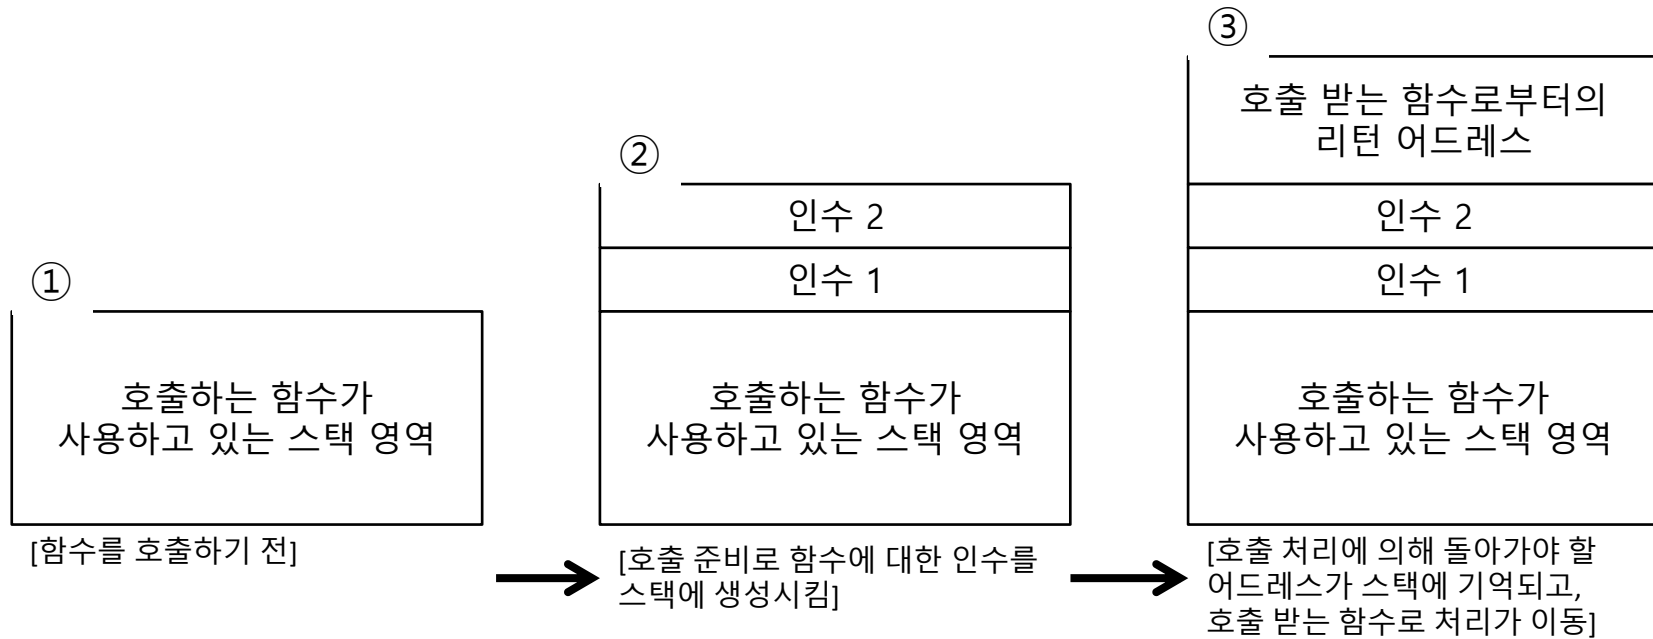 ①
호출하는 함수가
사용하고 있는 스택 영역
[함수를 호출하기 전]
②
인수 2
인수 1
호출하는 함수가
사용하고 있는 스택 영역
[호출 준비로 함수에 대한 인수를
스택에 생성시킴]
③
호출 받는 함수로부터의
리턴 어드레스
인수 2
인수 1
호출하는 함수가
사용하고 있는 스택 영역
[호출 처리에 의해 돌아가야 할
어드레스가 스택에 기억되고,
호출 받는 함수로 처리가 이동]